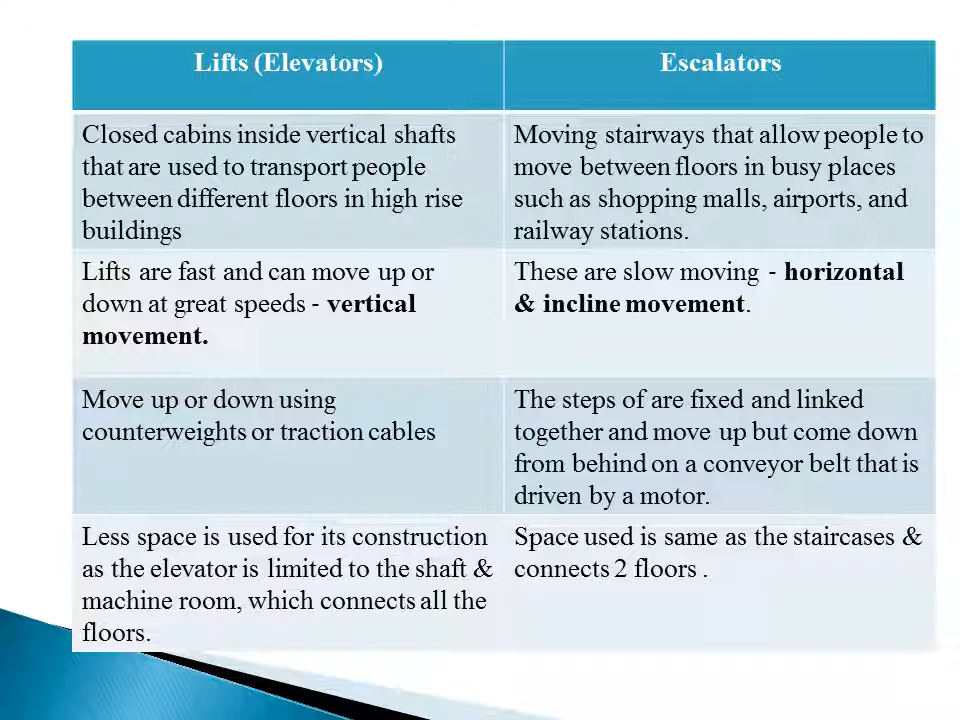 Lifts (Elevators)
Escalators
Closed cabins inside vertical shafts
that are used to transport people
between different floors in high rise
buildings
Moving stairways that allow people to
move between floors in busy places
such as shopping malls, airports, and
railway stations.
Lifts are fast and can move up or
down at great speeds - vertical
movement.
These are slow moving - horizontal
& incline movement.
Move up or down using
counterweights or traction cables
The steps of are fixed and linked
together and move up but come down
from behind on a conveyor belt that is
driven by a motor.
Less space is used for its construction
as the elevator is limited to the shaft &
machine room, which connects all the
floors.
Space used is same as the staircases &
connects 2 floors .